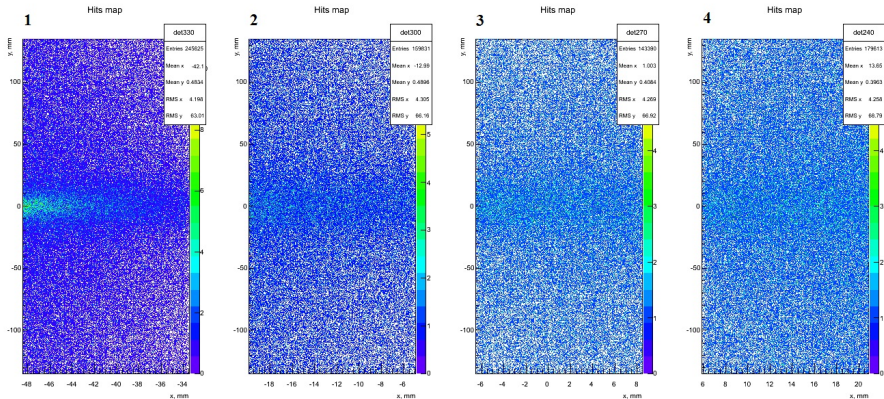 1
Hits map
y, mm
det330
Entries 245825
Mean x -42.1
Mean y 0.4834
RMS x 4.196
RMS y 63.01
100
50
0
-50
-100
8
6
4
2
0
-48 -46 -44 -42 -40 -38 -36 -34
x, mm
2
Hits map
y, mm
det300
Entries 159831
Mean x -12.99
Mean y 0.4898
RMS x 4.305
RMS y 66.16
100
50
0
-50
-100
5
4
3
2
1
0
-18 -16 -14 -12 -10 -8 -6 -4
x, mm
3
Hits map
y, mm
det270
Entries 143390
Mean x 1.003
Mean y 0.4084
RMS x 4.269
RMS y 66.92
100
50
0
-50
-100
4
3
2
1
0
-6 -4 -2 0 2 4 6 8
x, mm
4
Hits map
y, mm
det240
Entries 179613
Mean x 13.65
Mean y 0.3963
RMS x 4.258
RMS y 68.79
100
50
0
-50
-100
4
3
2
1
0
6 8 10 12 14 16 18 20
x, mm